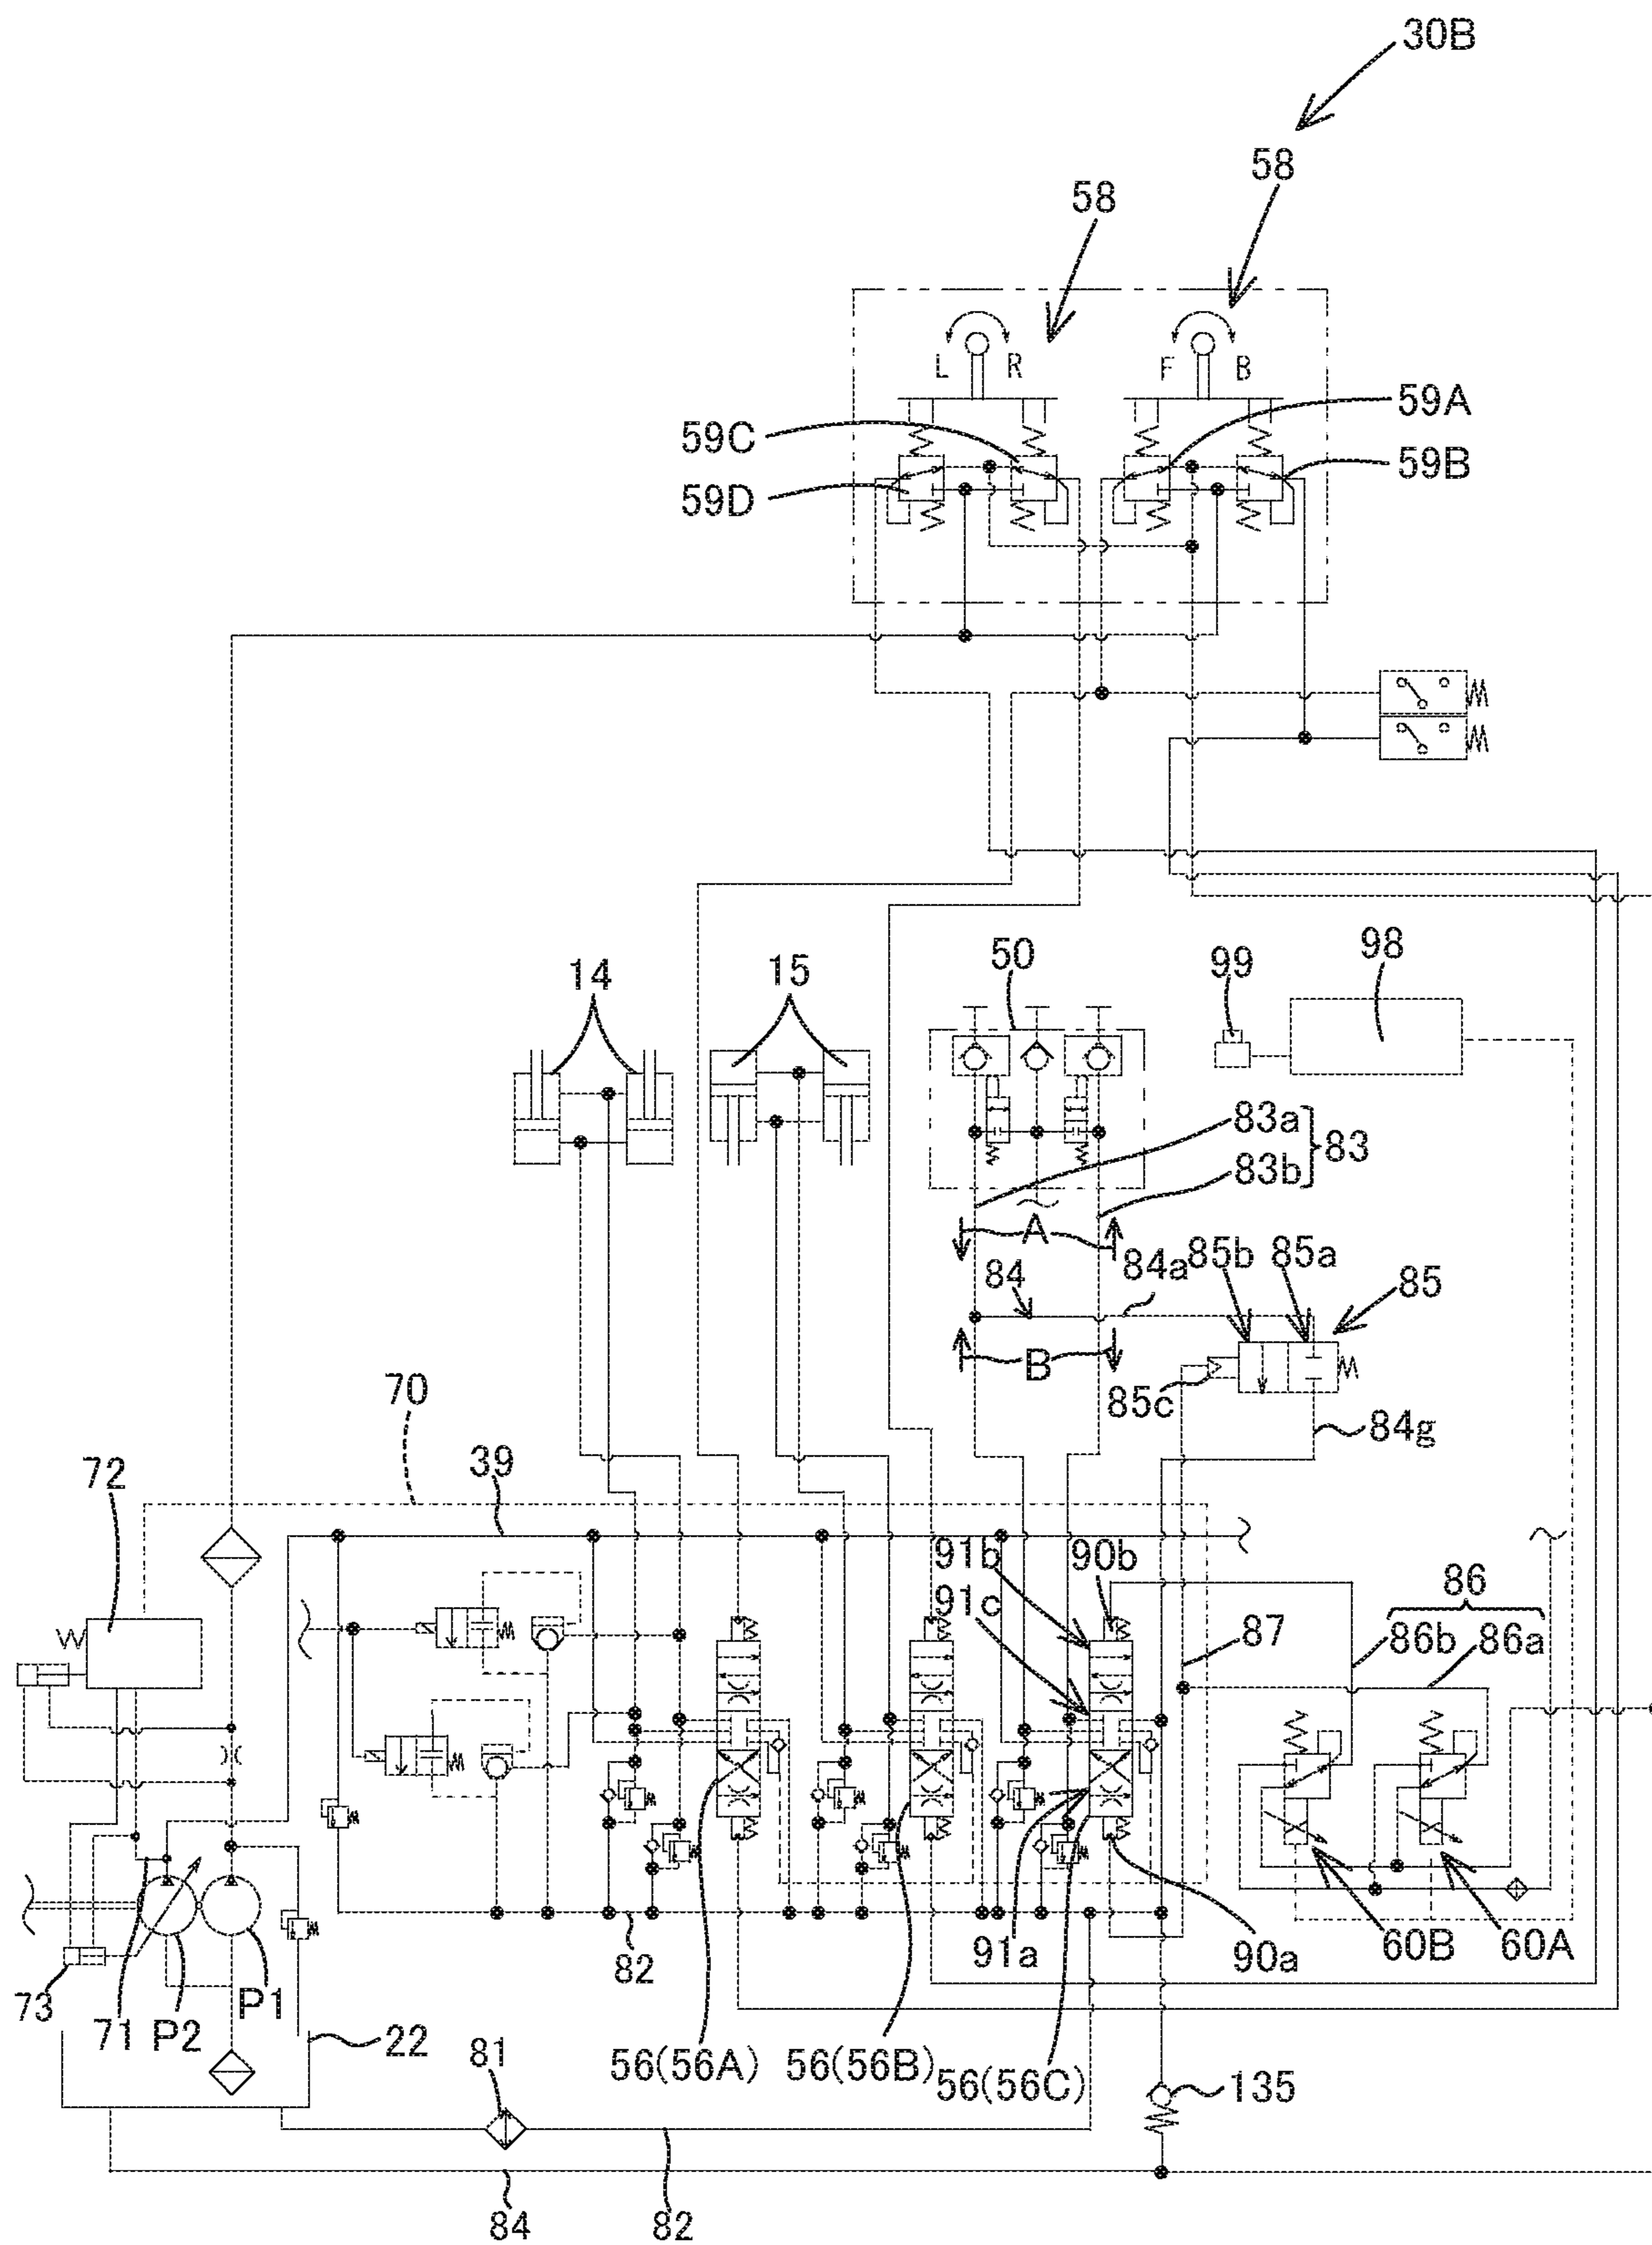 30B
58
58
L R F B
59A
59C
59B
59D
14
15
50
99
98
83a
83
83b
A
84
84a
85b
85a
85
B
85c
84g
70
72
39
91b
90b
91c
86
86b
86a
87
73
71
P2
P1
22
82
91a
90a
60B
60A
81
56(56A)
56(56B)
56(56C)
135
84
82